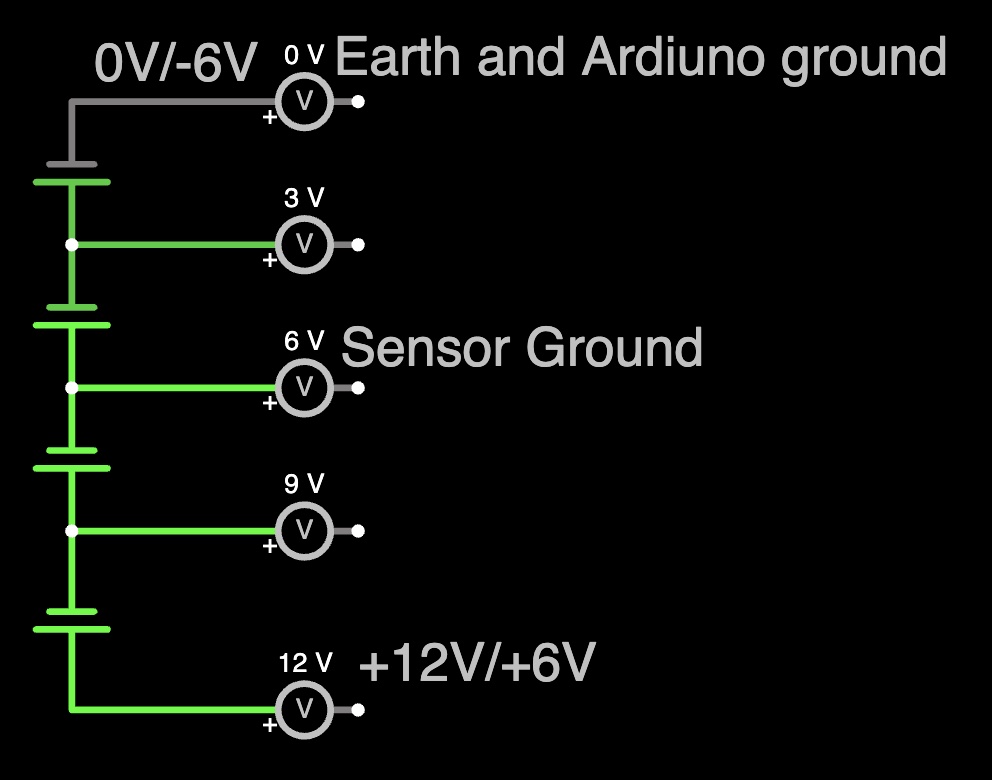 0V/-6V 0 V Earth and Ardiuno ground
V
+
3 V
V
+
6 V Sensor Ground
V
+
9 V
V
+
12 V +12V/+6V
V
+